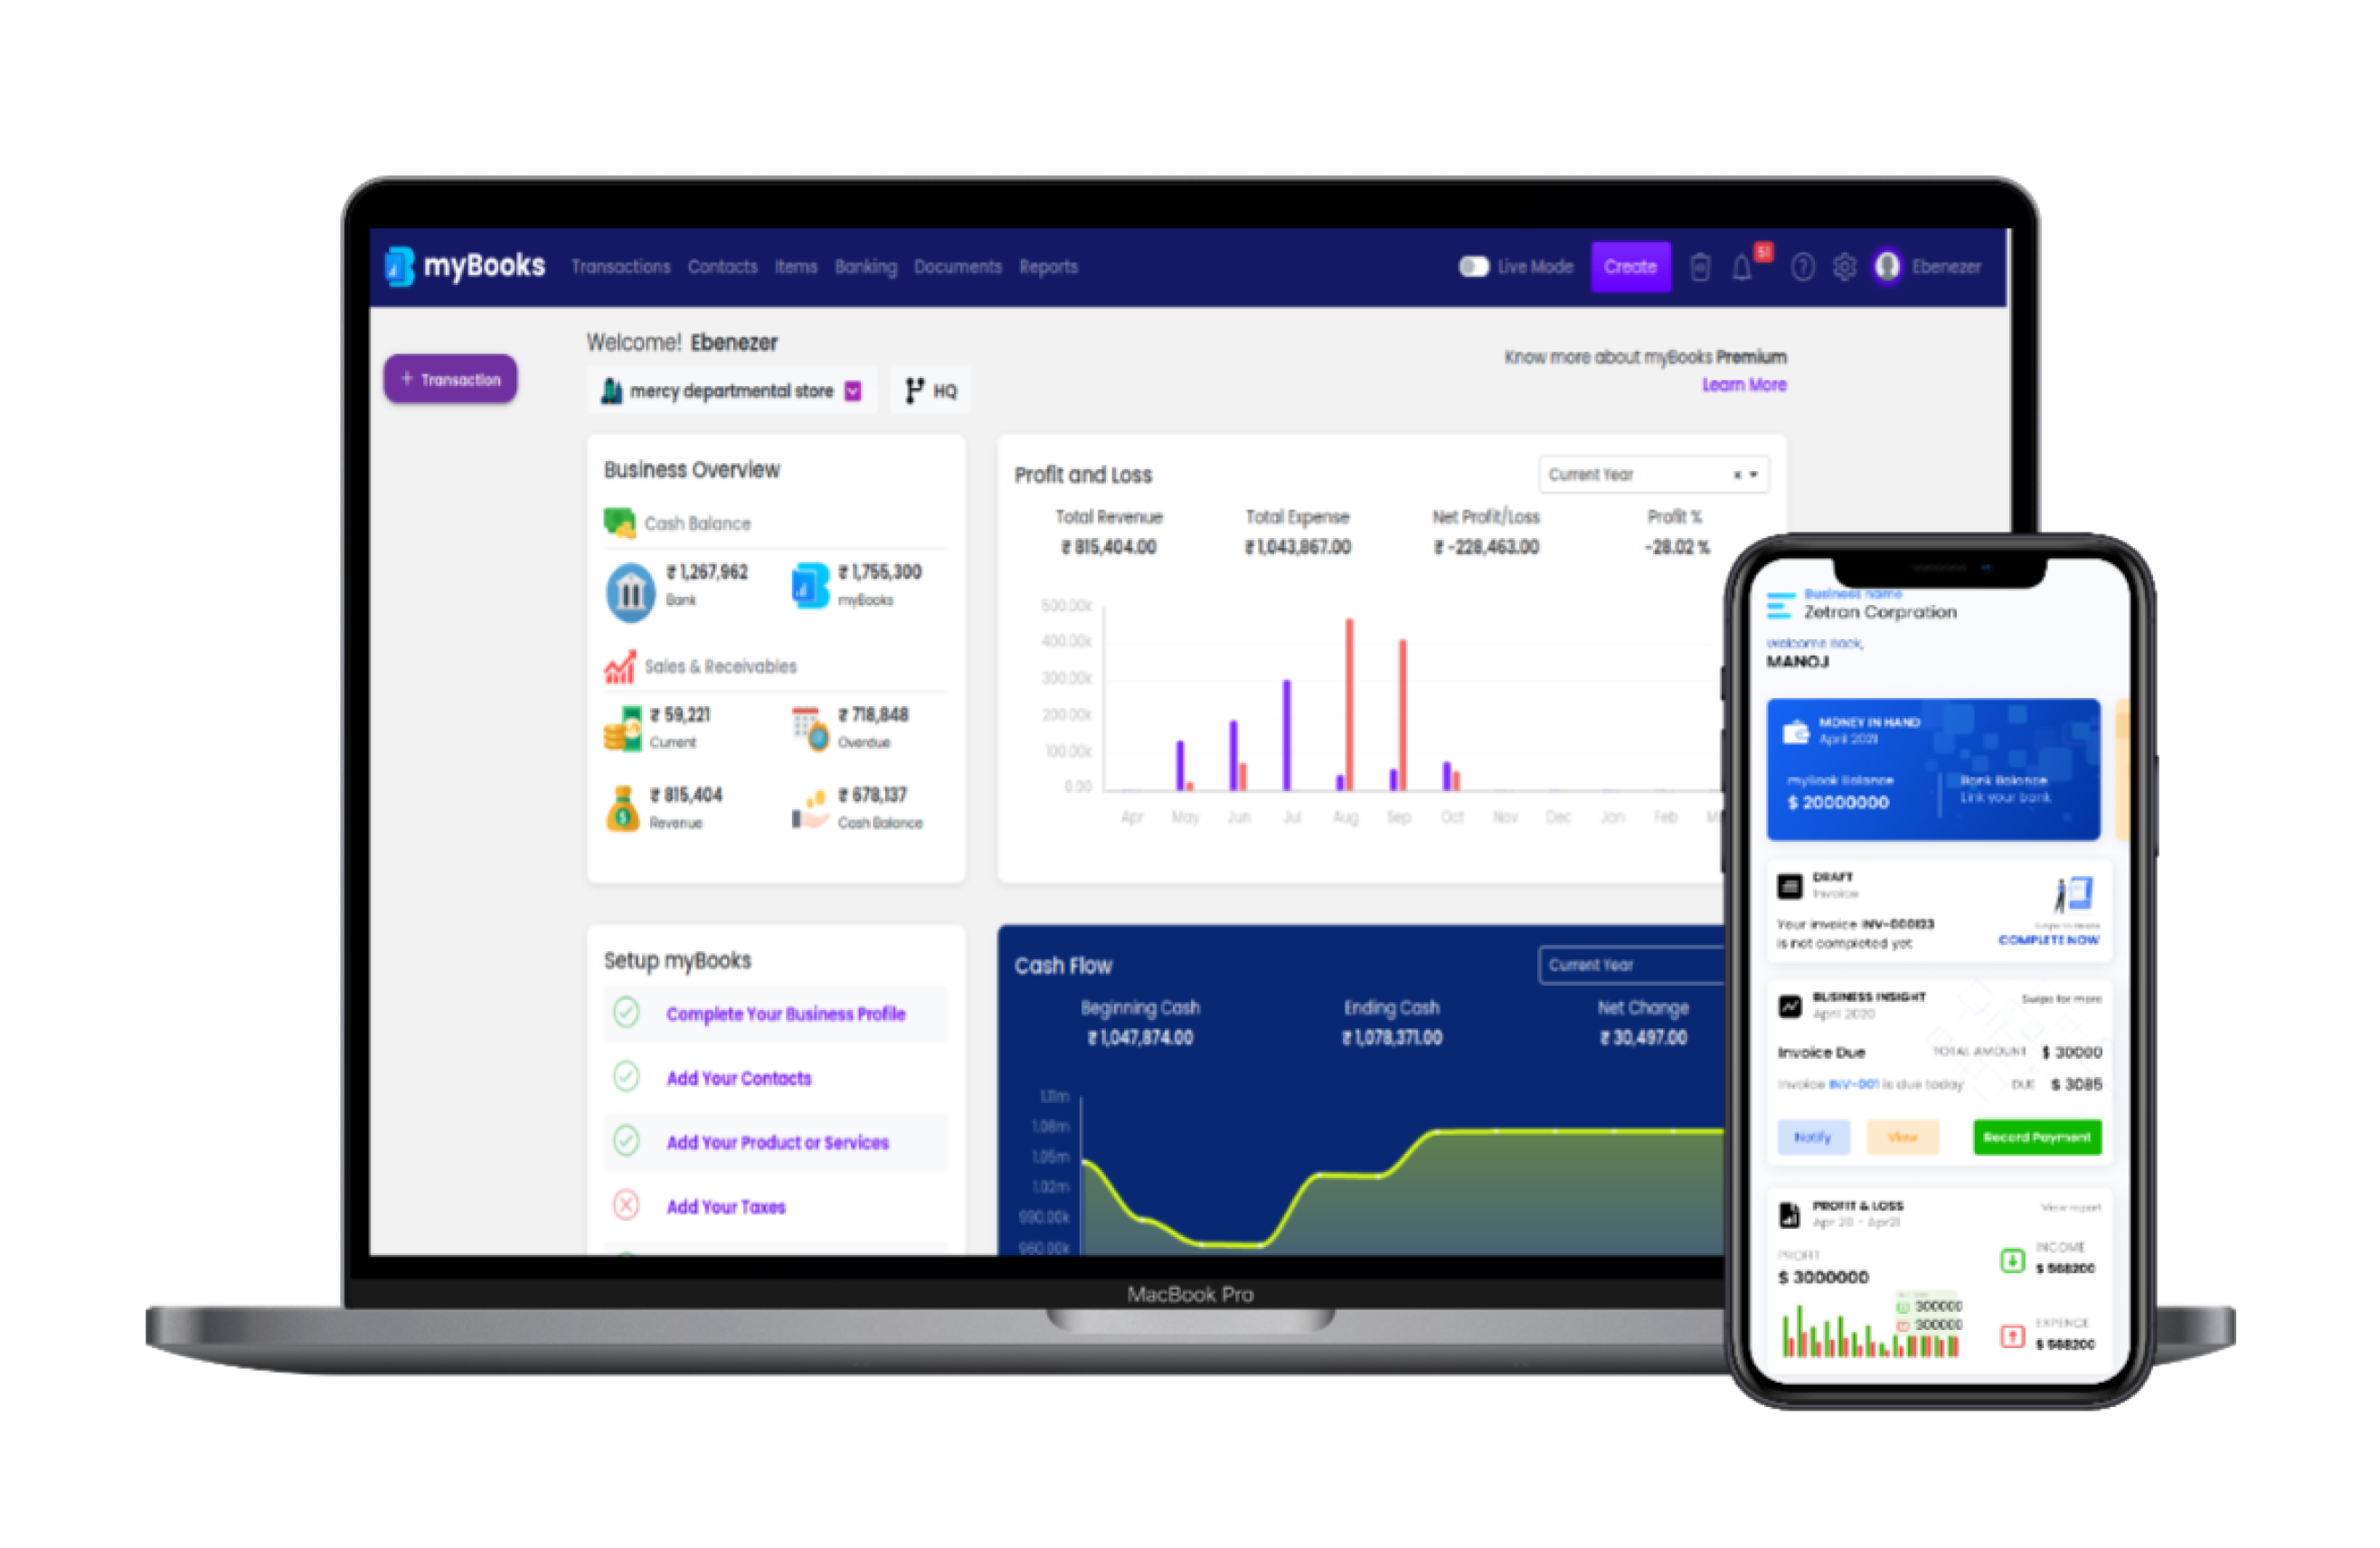 myBooks Transactions Contacts Items Banking Documents Reports Live Mode Create 51 Ebenezer
+ Transaction
Welcome! Ebenezer
mercy departmental store HQ
Know more about myBooks Premium
Learn More
Business Overview
Cash Balance
₹ 1,267,962
Bank
₹ 1,755,300
myBooks
Sales & Receivables
₹ 59,221
Current
₹ 718,848
Overdue
₹ 815,404
Revenue
₹ 678,137
Cash Balance
Profit and Loss
Current Year
Total Revenue Total Expense Net Profit/Loss Profit %
₹ 815,404.00 ₹ 1,043,867.00 ₹ -228,463.00 -28.02 %
500.00k
400.00k
300.00k
200.00k
100.00k
0.00
Apr May Jun Jul Aug Sep Oct Nov Dec Jan Feb
Setup myBooks
Complete Your Business Profile
Add Your Contacts
Add Your Product or Services
Add Your Taxes
Cash Flow
Current Year
Beginning Cash Ending Cash Net Change
₹ 1,047,874.00 ₹ 1,078,371.00 ₹ 30,497.00
1.11m
1.08m
1.05m
1.02m
990.00k
960.00k
MacBook Pro
Business name
Zetran Corpration
Welcome Back,
MANOJ
MONEY IN HAND
April 2021
myBook Balance
$ 20000000
Bank Balance
Link your bank
DRAFT
Invoice
Your invoice INV-000123
is not completed yet
COMPLETE NOW
BUSINESS INSIGHT
April 2020
Swipe for more
Invoice Due TOTAL AMOUNT $ 30000
Invoice INV-001 is due today DUE $ 3085
Notify View Record Payment
PROFIT & LOSS
Apr 20 - Apr21
View report
PROFIT
$ 3000000
INCOME
$ 568200
300000
300000
EXPENCE
$ 568200